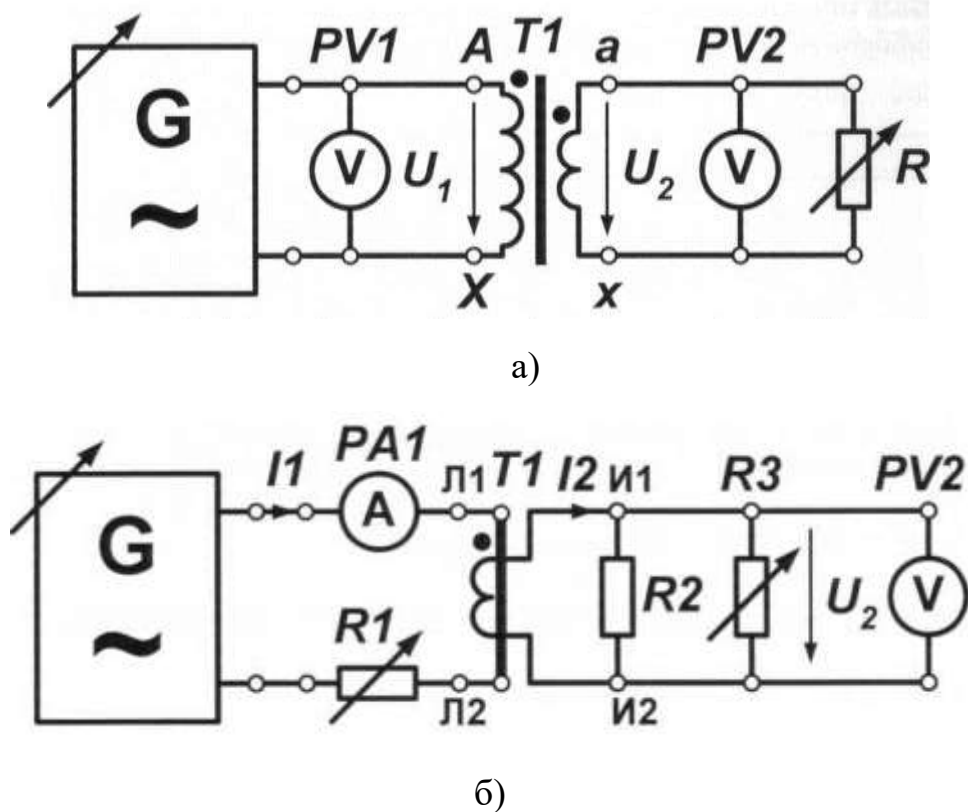 PV1 A T1 a PV2
G V U1 U2 V R
~
X x
а)
I1 PA1 Л1 T1 I2 И1 R3 PV2
A
G R2 U2 V
~ R1
Л2 И2
б)